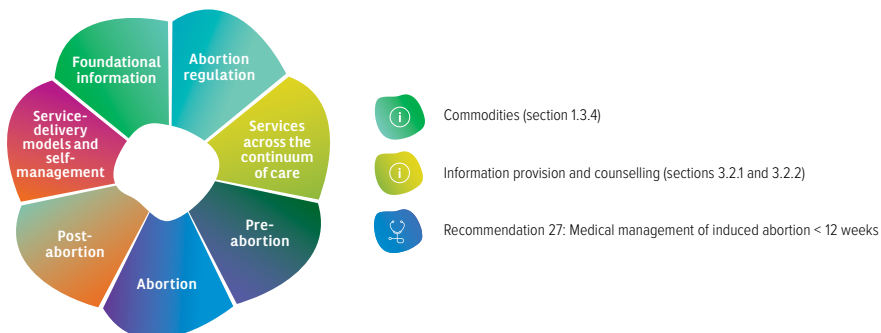 Foundational
information
Abortion
regulation
Services
across the
continuum
of care
Pre-
abortion
Abortion
Post-
abortion
Service-
delivery
models and
self-
management
i
Commodities (section 1.3.4)
i
Information provision and counselling (sections 3.2.1 and 3.2.2)
Recommendation 27: Medical management of induced abortion < 12 weeks